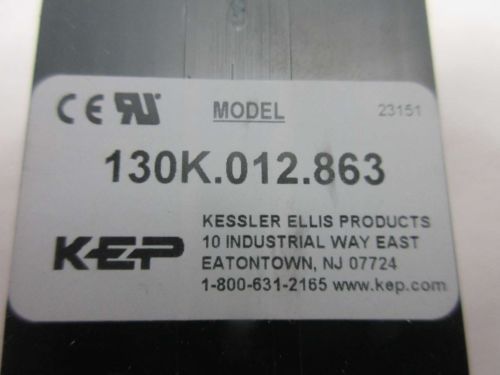 CE RU MODEL 23151
130K.012.863
KEP
KESSLER ELLIS PRODUCTS
10 INDUSTRIAL WAY EAST
EATONTOWN, NJ 07724
1-800-631-2165 www.kep.com